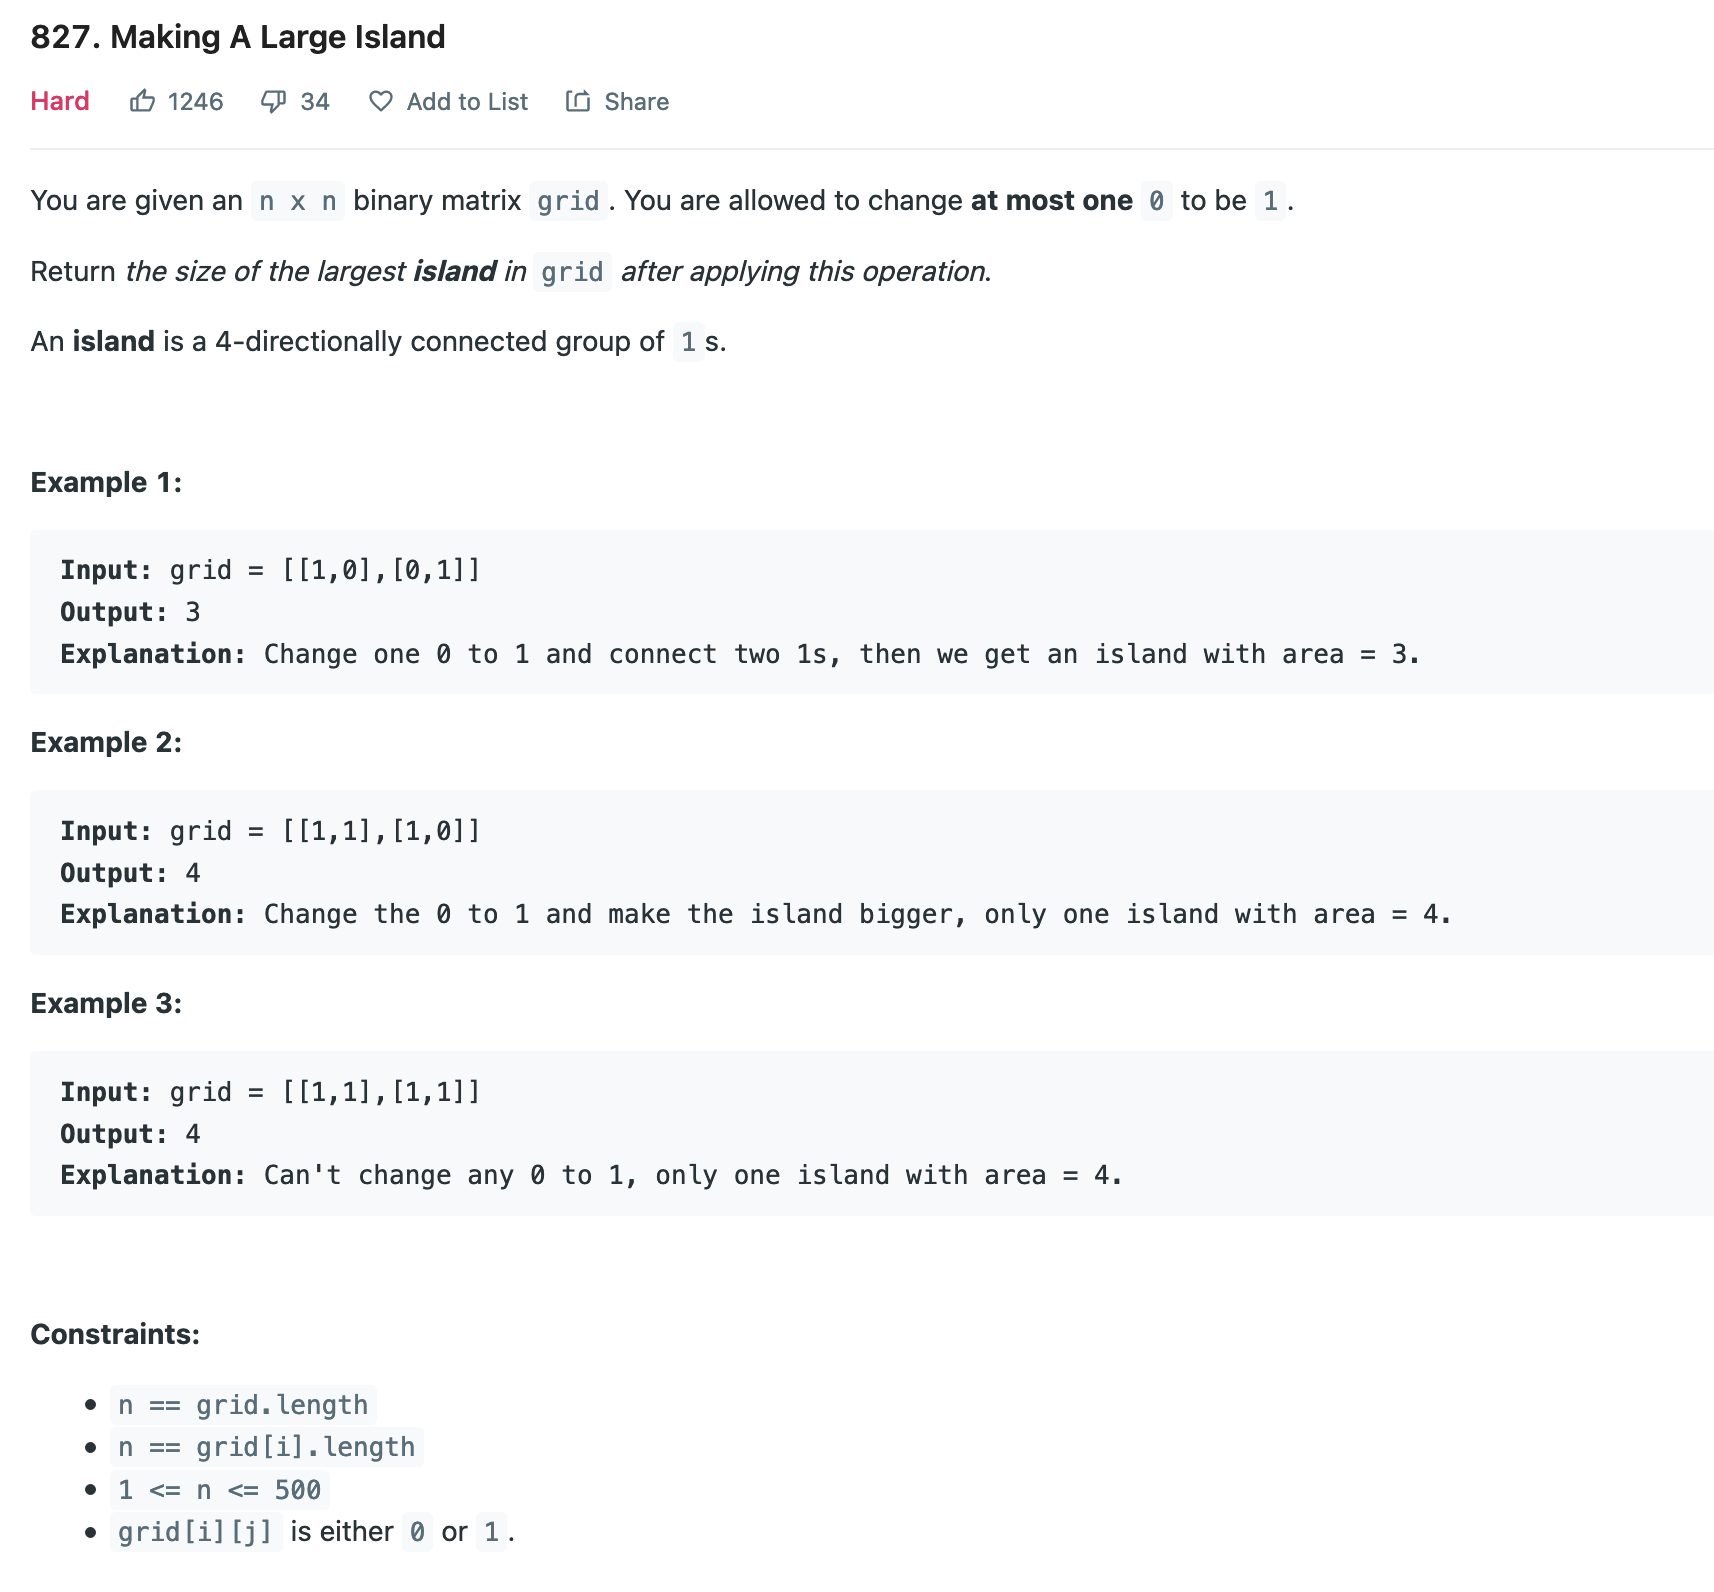 827. Making A Large Island
Hard 1246 34 Add to List Share
You are given an n x n binary matrix grid. You are allowed to change at most one 0 to be 1.
Return the size of the largest island in grid after applying this operation.
An island is a 4-directionally connected group of 1s.
Example 1:
Input: grid = [[1,0],[0,1]]
Output: 3
Explanation: Change one 0 to 1 and connect two 1s, then we get an island with area = 3.
Example 2:
Input: grid = [[1,1],[1,0]]
Output: 4
Explanation: Change the 0 to 1 and make the island bigger, only one island with area = 4.
Example 3:
Input: grid = [[1,1],[1,1]]
Output: 4
Explanation: Can't change any 0 to 1, only one island with area = 4.
Constraints:
• n == grid.length
• n == grid[i].length
• 1 <= n <= 500
• grid[i][j] is either 0 or 1.